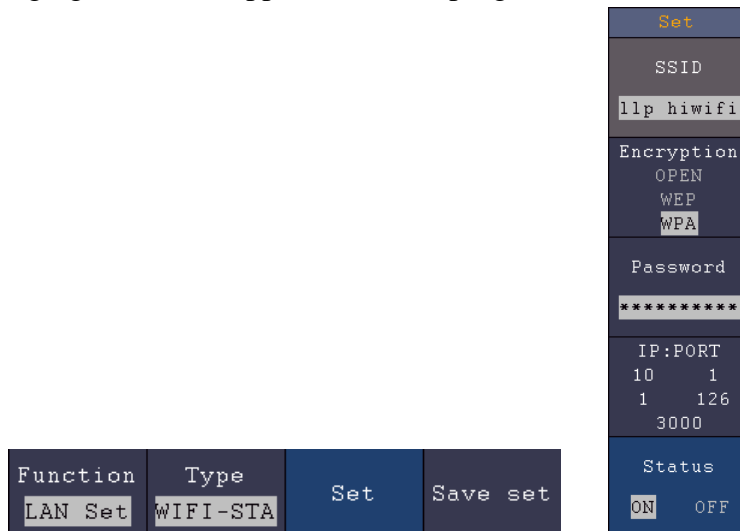 Set
SSID
llp hiwifi
Encryption
OPEN
WEP
WPA
Password
**********
IP:PORT
10 1
1 126
3000
Status
ON OFF
Function Type Set Save set
LAN Set WIFI-STA